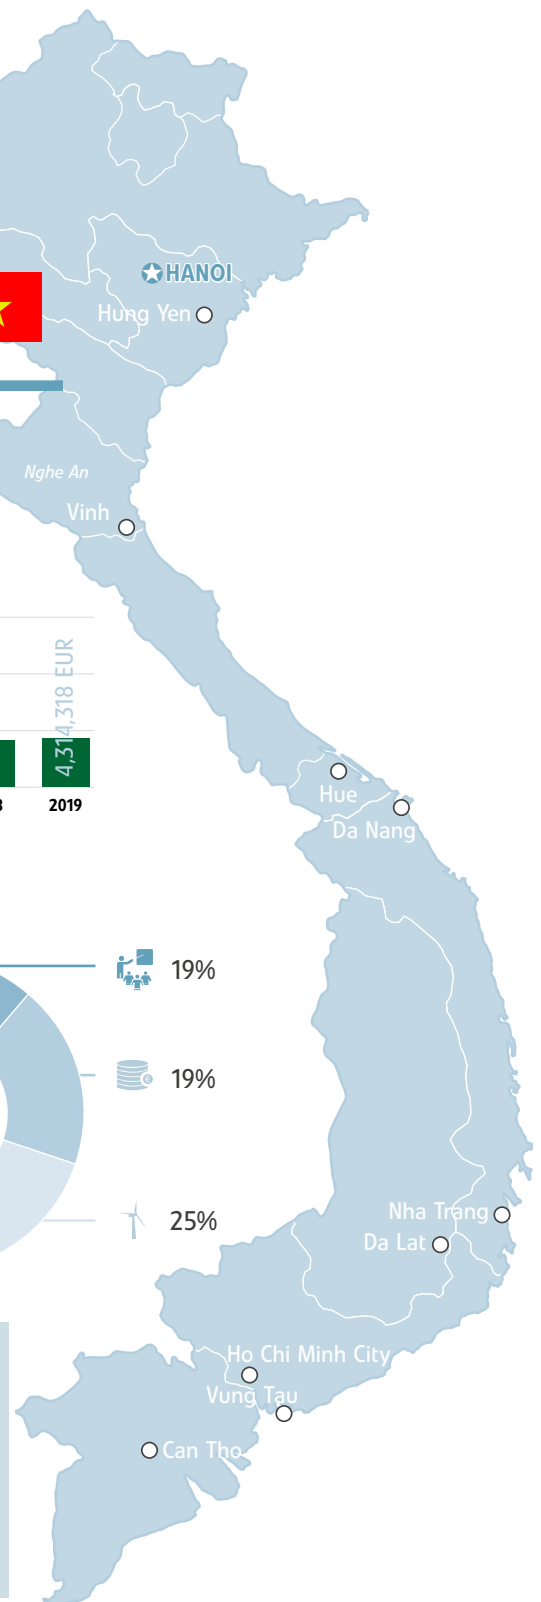 HANOI
Hung Yen
Nghe An
Vinh
4,314,318 EUR
2019
Hue
Da Nang
19%
19%
25%
Nha Trang
Da Lat
Ho Chi Minh City
Vung Tau
Can Tho